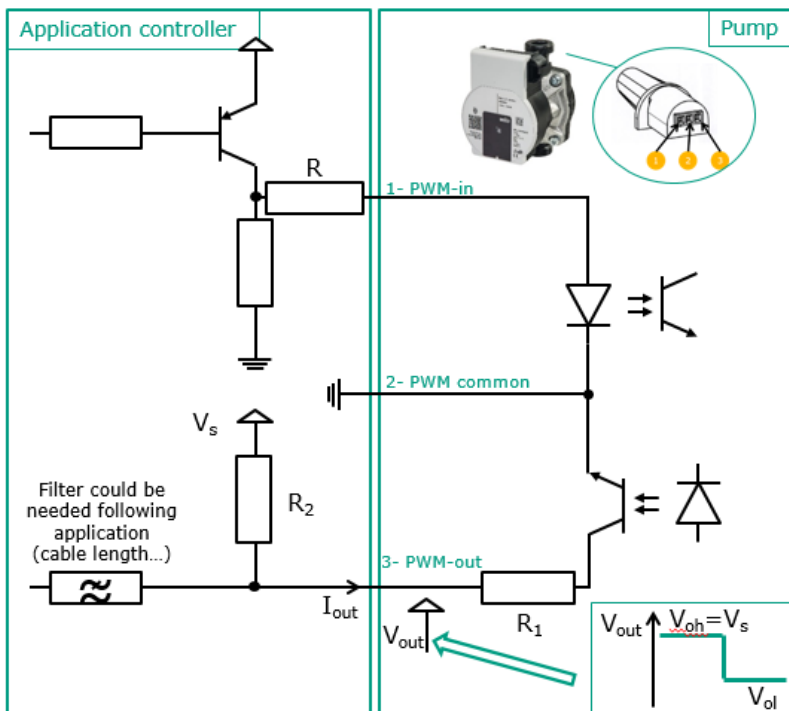 Application controller
Pump
R
1- PWM-in
1
2
3
2- PWM common
Vs
Filter could be
needed following
application
(cable length...)
R2
3- PWM-out
Iout
Vout
R1
Vout
Voh=Vs
Vol